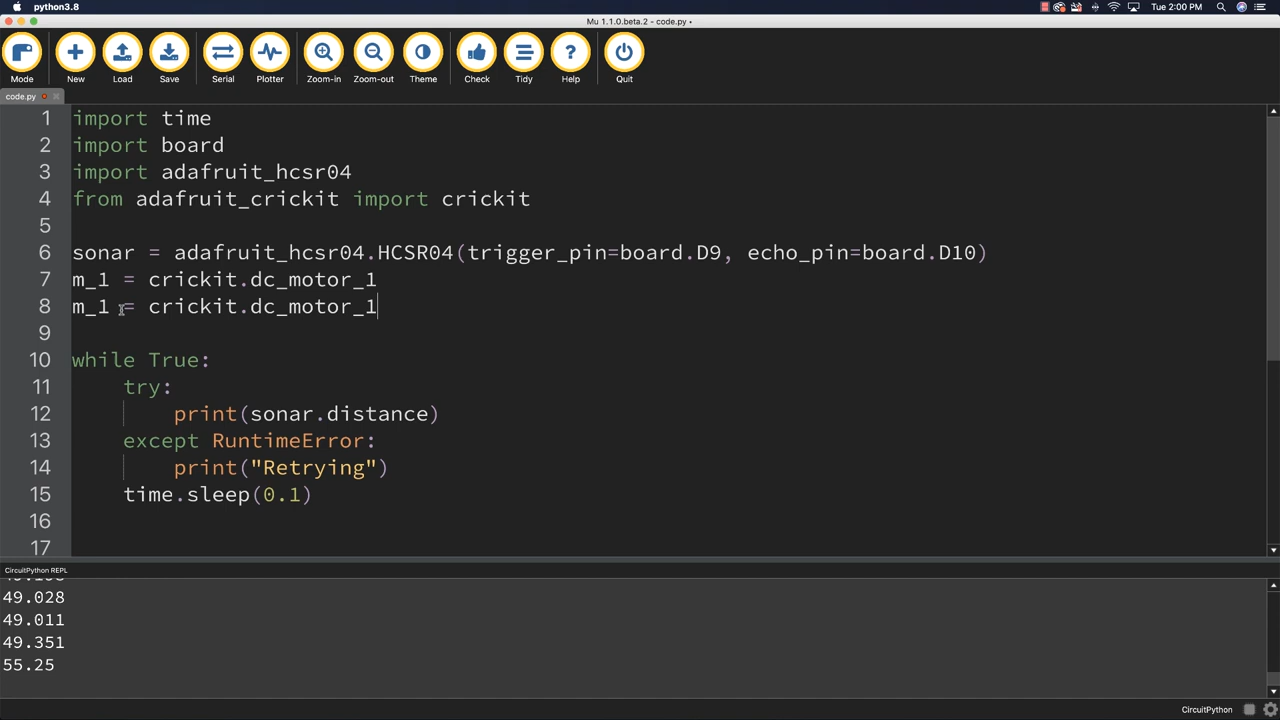 python3.8
Tue 2:00 PM
Mu 1.1.0.beta.2 - code.py •
Mode New Load Save Serial Plotter Zoom-in Zoom-out Theme Check Tidy Help Quit
code.py
1 import time
2 import board
3 import adafruit_hcsr04
4 from adafruit_crickit import crickit
5
6 sonar = adafruit_hcsr04.HCSR04(trigger_pin=board.D9, echo_pin=board.D10)
7 m_1 = crickit.dc_motor_1
8 m_1 = crickit.dc_motor_1
9
10 while True:
11 try:
12 print(sonar.distance)
13 except RuntimeError:
14 print("Retrying")
15 time.sleep(0.1)
16
17
CircuitPython REPL
49.028
49.011
49.351
55.25
CircuitPython